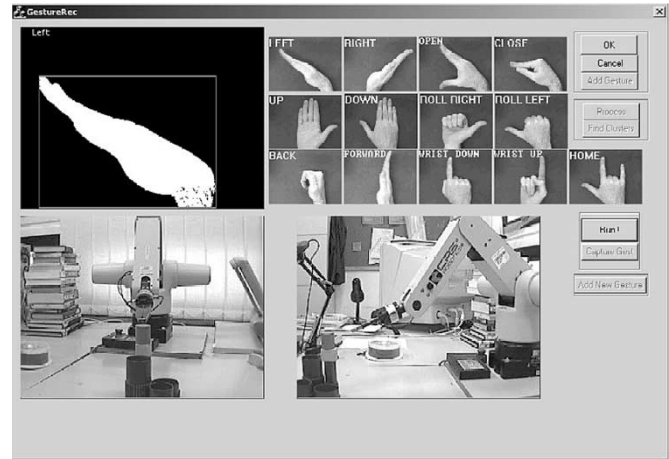 GestureRec
Left
LEFT
RIGHT
OPEN
CLOSE
UP
DOWN
ROLL RIGHT
ROLL LEFT
BACK
FORWARD
WRIST DOWN
WRIST UP
HOME
OK
Cancel
Add Gesture
Process
Find Clusters
Run !
Capture Gest
Add New Gesture